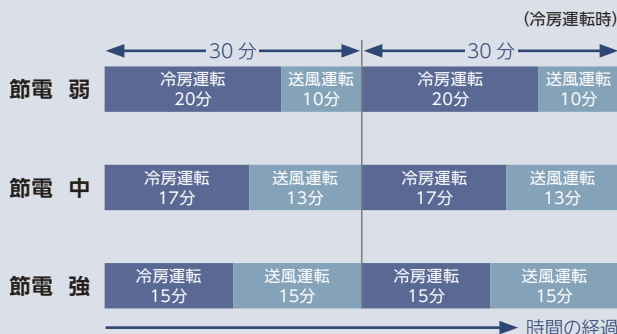 (冷房運転時)
30分 30分
節電 弱
冷房運転 送風運転 冷房運転 送風運転
20分 10分 20分 10分
節電 中
冷房運転 送風運転 冷房運転 送風運転
17分 13分 17分 13分
節電 強
冷房運転 送風運転 冷房運転 送風運転
15分 15分 15分 15分
時間の経過